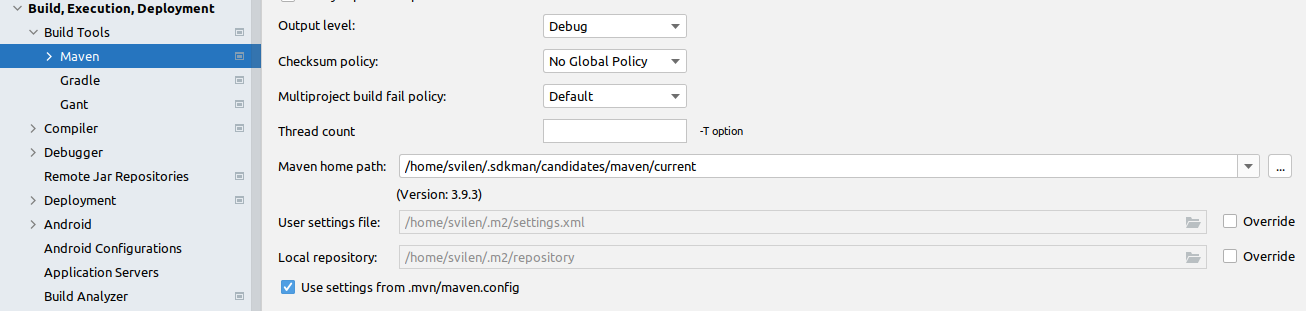 Build, Execution, Deployment
Build Tools
Maven
Gradle
Gant
Compiler
Debugger
Remote Jar Repositories
Deployment
Android
Android Configurations
Application Servers
Build Analyzer
Output level: Debug
Checksum policy: No Global Policy
Multiproject build fail policy: Default
Thread count -T option
Maven home path: /home/svilen/.sdkman/candidates/maven/current ...
(Version: 3.9.3)
User settings file: /home/svilen/.m2/settings.xml Override
Local repository: /home/svilen/.m2/repository Override
Use settings from .mvn/maven.config